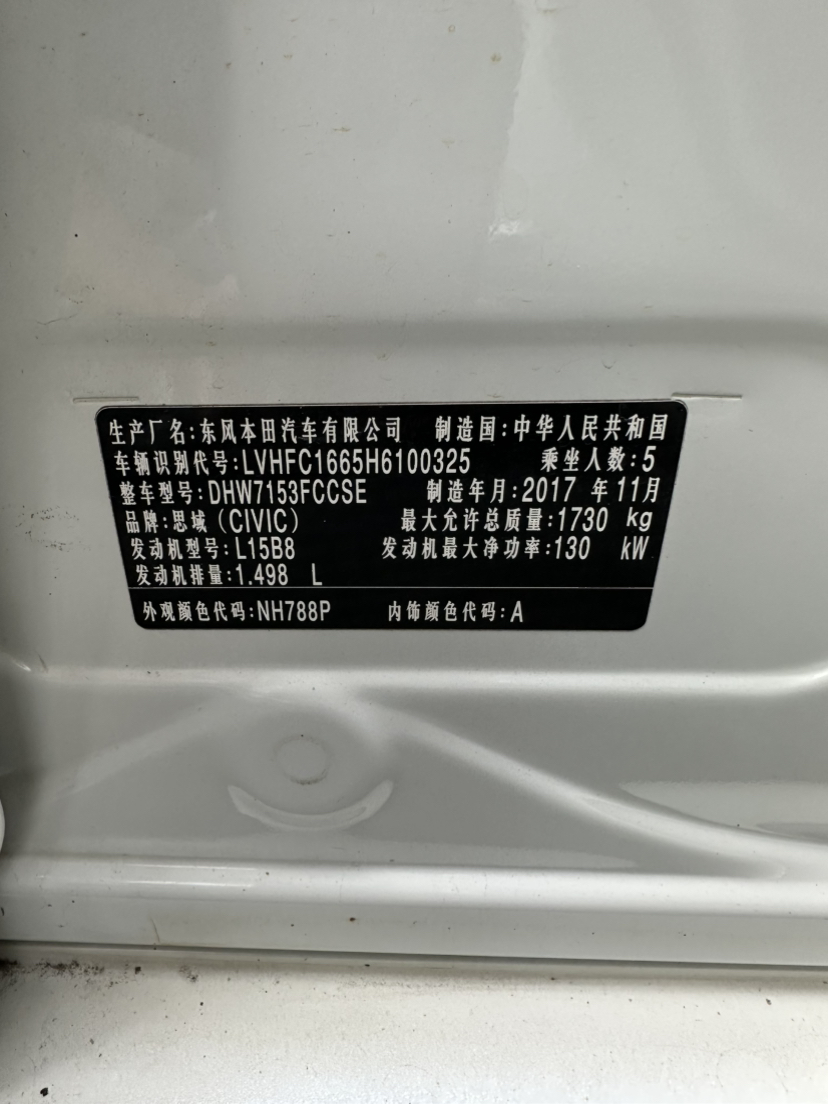 生产厂名:东风本田汽车有限公司 制造国:中华人民共和国
车辆识别代号:LVHFC1665H6100325 乘坐人数:5
整车型号:DHW7153FCCSE 制造年月:2017 年11月
品牌:思域(CIVIC) 最大允许总质量:1730 kg
发动机型号:L15B8 发动机最大净功率:130 kW
发动机排量:1.498 L
外观颜色代码:NH788P 内饰颜色代码:A